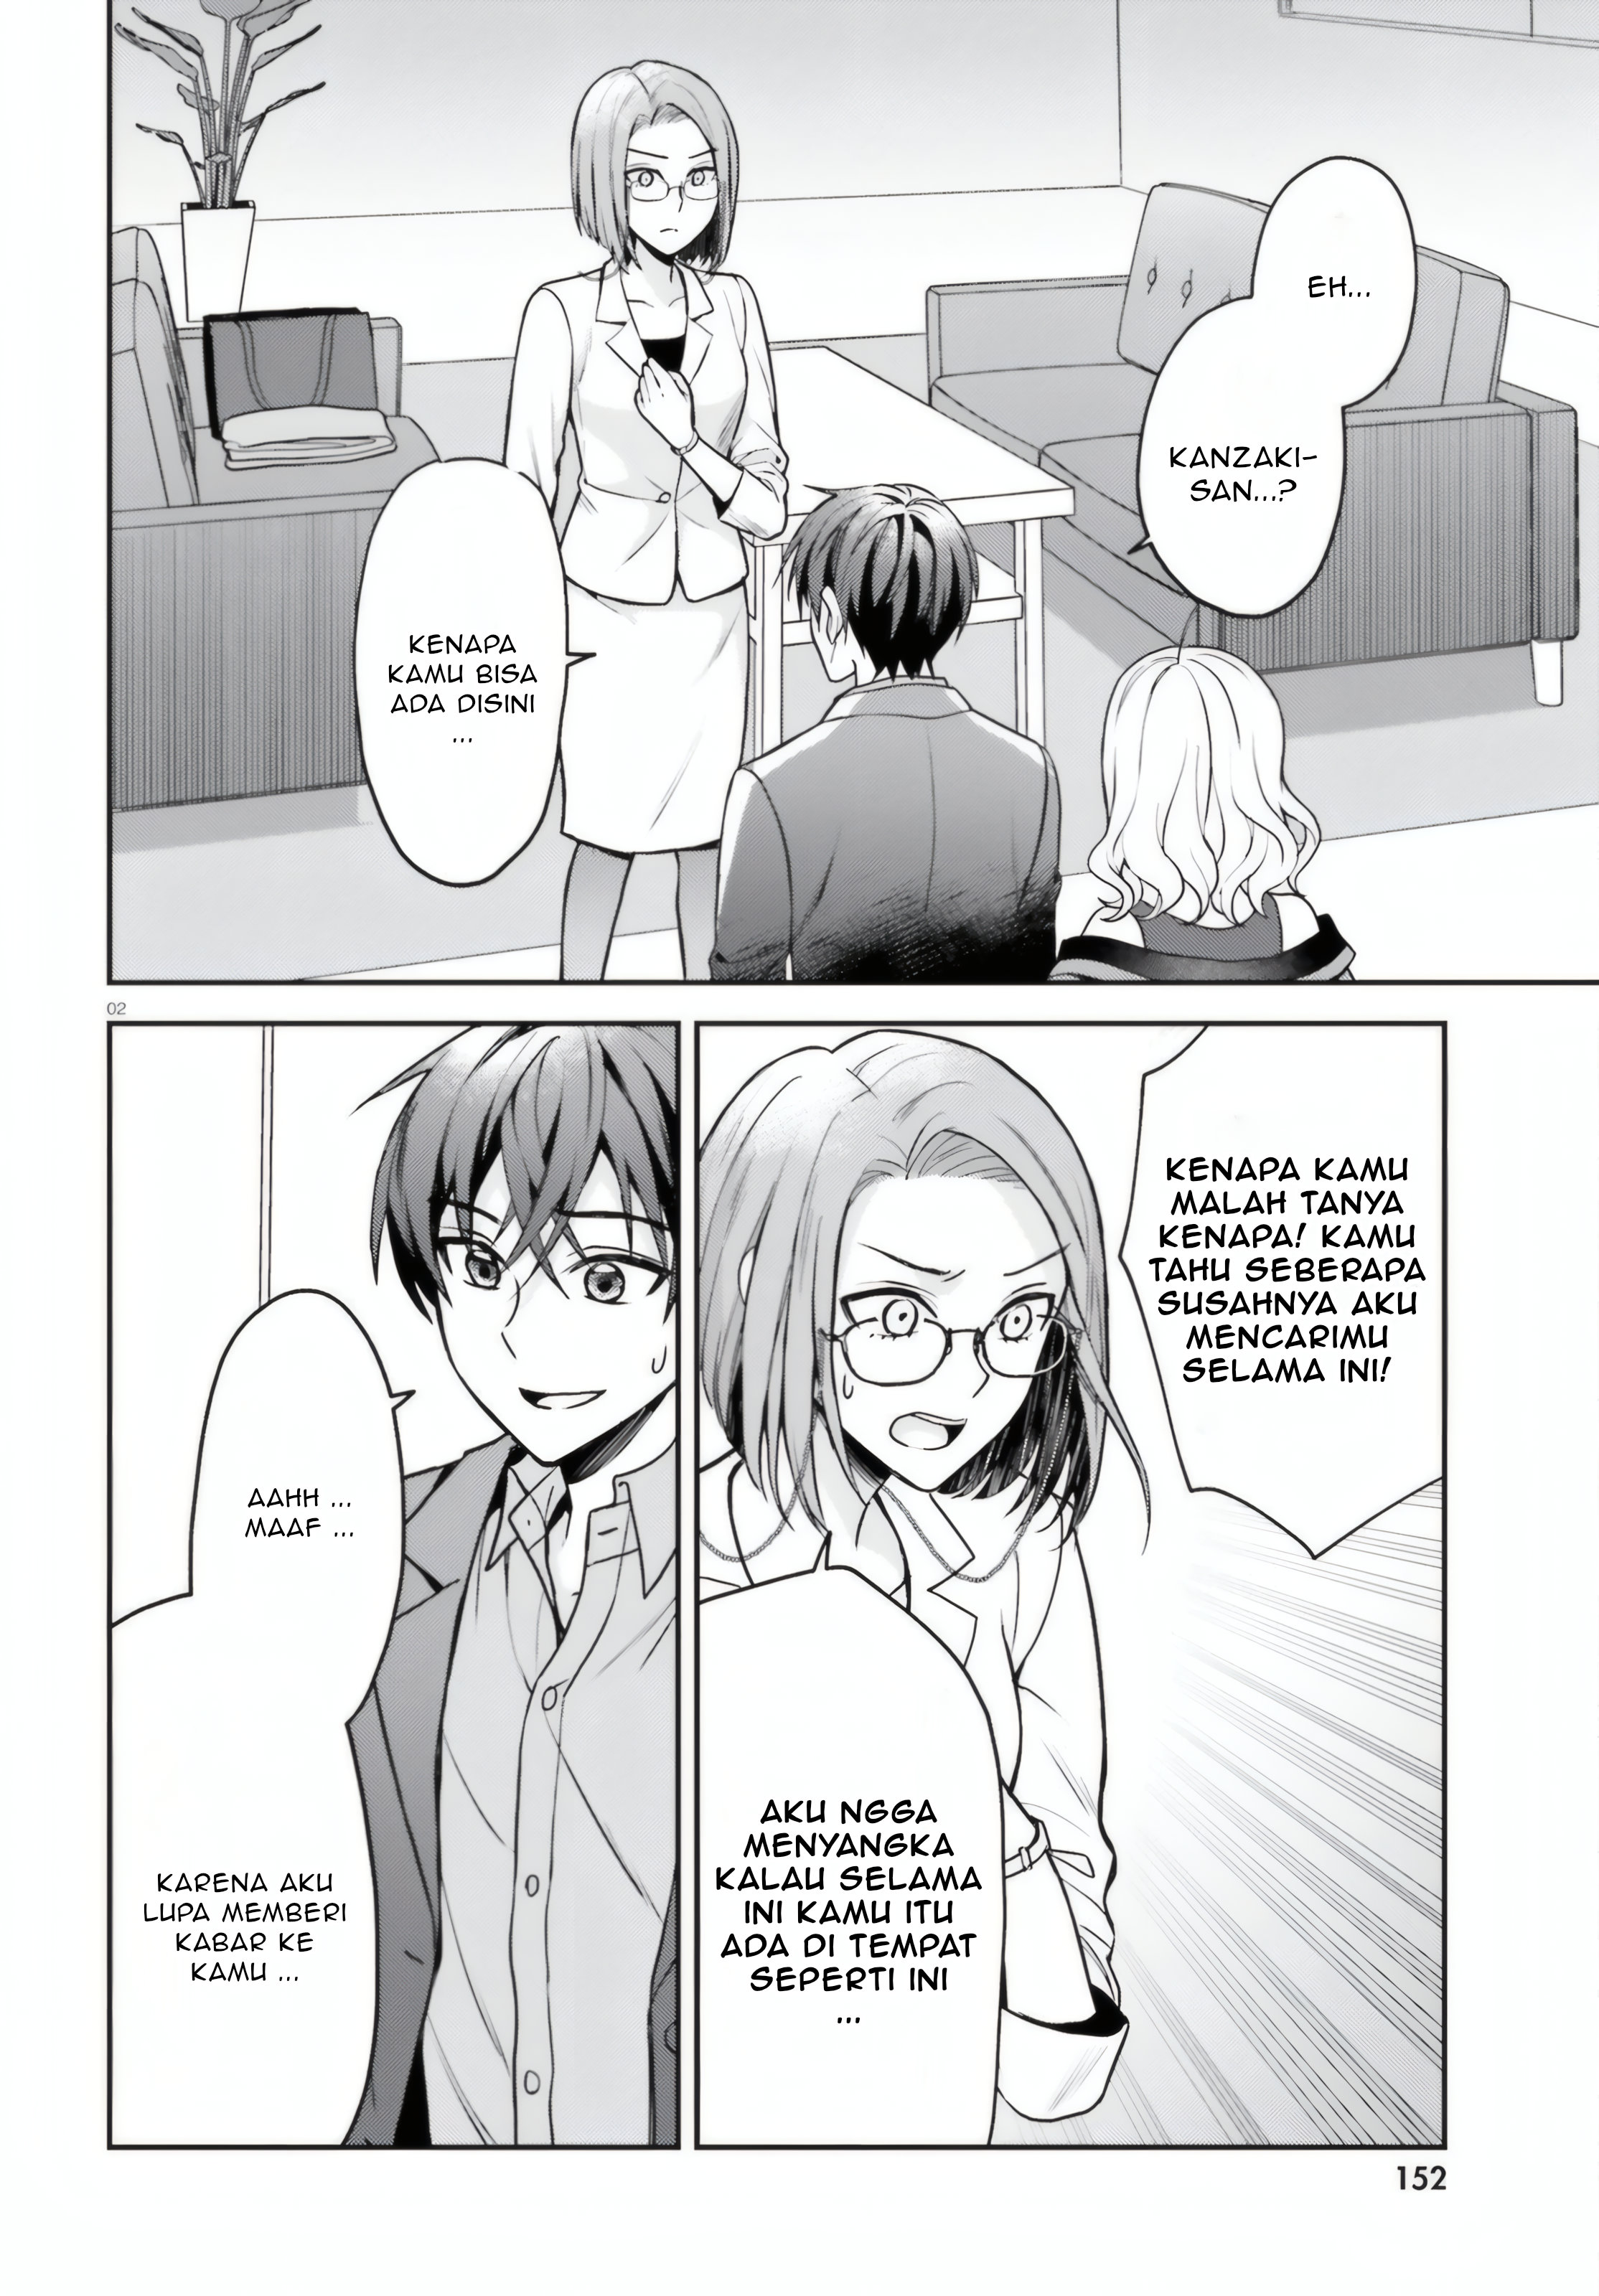 EH...
KANZAKI-
SAN...?
KENAPA
KAMU BISA
ADA DISINI
...
02
KENAPA KAMU
MALAH TANYA
KENAPA! KAMU
TAHU SEBERAPA
SUSAHNYA AKU
MENCARIMU
SELAMA INI!
AKU NGGA
MENYANGKA
KALAU SELAMA
INI KAMU ITU
ADA DI TEMPAT
SEPERTI INI
...
AAHH ...
MAAF ...
KARENA AKU
LUPA MEMBERI
KABAR KE
KAMU ...
152